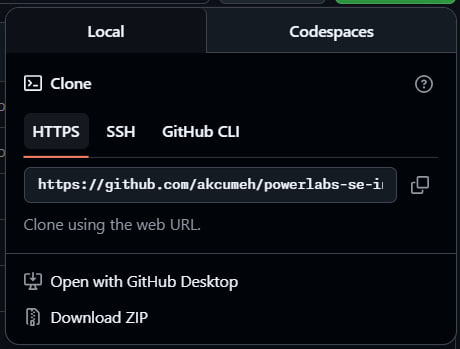 Local Codespaces
Clone
HTTPS SSH GitHub CLI
https://github.com/akcumeh/powerlabs-se-i
Clone using the web URL.
Open with GitHub Desktop
Download ZIP